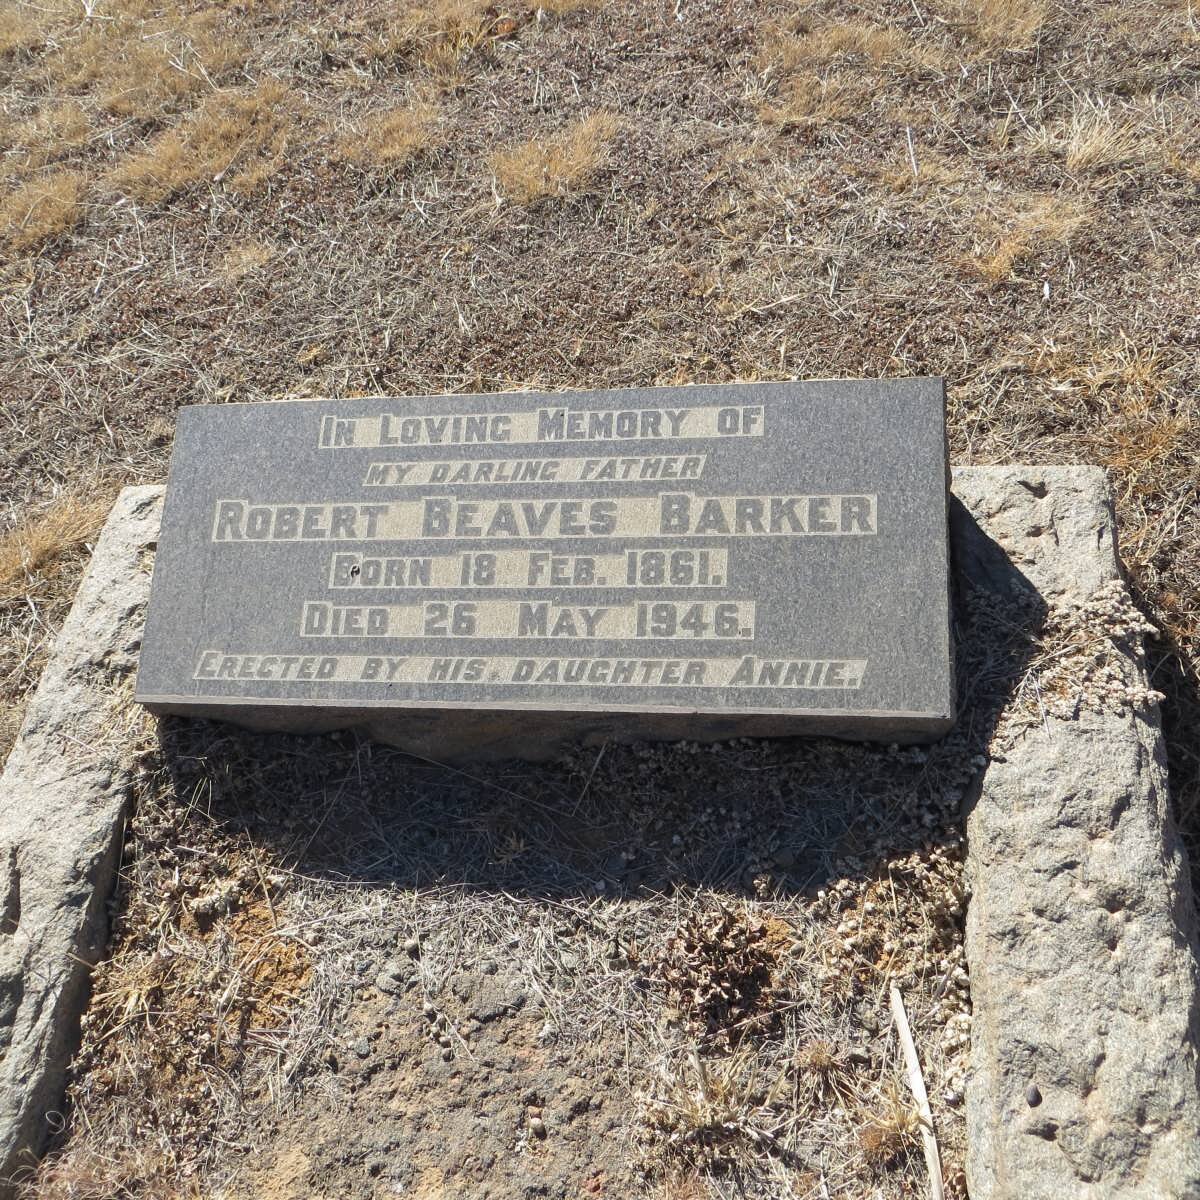 In Loving Memory of
my darling father
Robert Beaves Barker
Born 18 Feb. 1861.
Died 26 May 1946.
Erected by his daughter Annie.